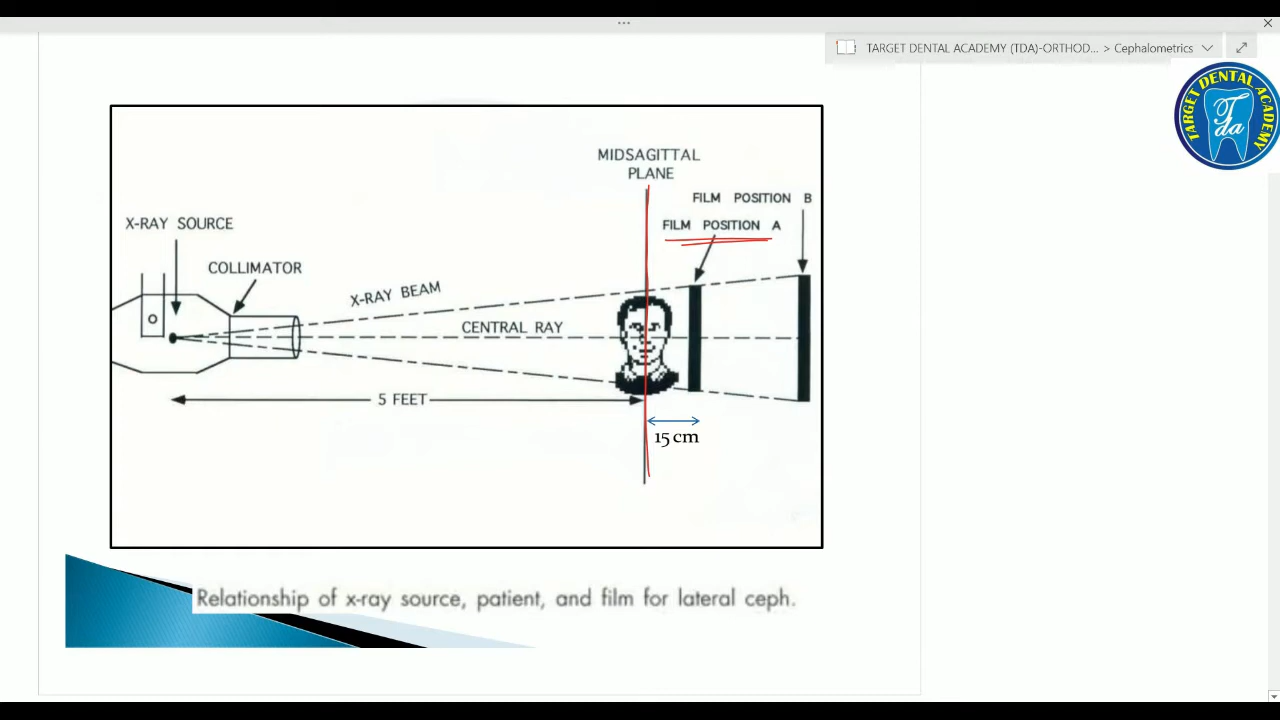 TARGET DENTAL ACADEMY (TDA)-ORTHOD... > Cephalometrics
TARGET DENTAL ACADEMY
Tda
MIDSAGITTAL
PLANE
FILM POSITION B
FILM POSITION A
X-RAY SOURCE
COLLIMATOR
X-RAY BEAM
CENTRAL RAY
5 FEET
15 cm
Relationship of x-ray source, patient, and film for lateral ceph.